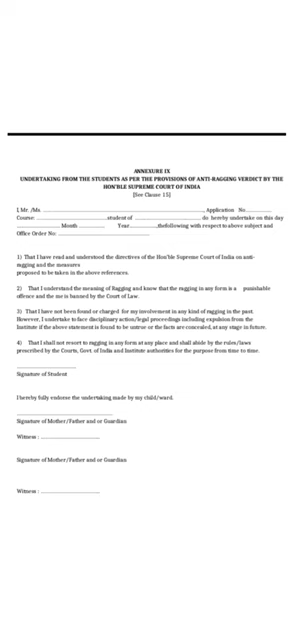 ANNEXURE IX
UNDERTAKING FROM THE STUDENTS AS PER THE PROVISIONS OF ANTI-RAGGING VERDICT BY THE
HON'BLE SUPREME COURT OF INDIA
[See Clause 15]
I, Mr. /Ms. ................................................................, Application No..............
Course: ............................, student of ............................ do hereby undertake on this day
.................. Month .............. Year.............., thefollowing with respect to above subject and
Office Order No: ......................................
1) That I have read and understood the directives of the Hon'ble Supreme Court of India on anti-
ragging and the measures
proposed to be taken in the above references.
2) That I understand the meaning of Ragging and know that the ragging in any form is a punishable
offence and the me is banned by the Court of Law.
3) That I have not been found or charged for my involvement in any kind of ragging in the past.
However, I undertake to face disciplinary action/legal proceedings including expulsion from the
Institute if the above statement is found to be untrue or the facts are concealed, at any stage in future.
4) That I shall not resort to ragging in any form at any place and shall abide by the rules/laws
prescribed by the Courts, Govt. of India and Institute authorities for the purpose from time to time.
..............................
Signature of Student
I hereby fully endorse the undertaking made by my child/ward.
................................................
Signature of Mother/Father and or Guardian
Witness : ..............................
Signature of Mother/Father and or Guardian
Witness : ..............................